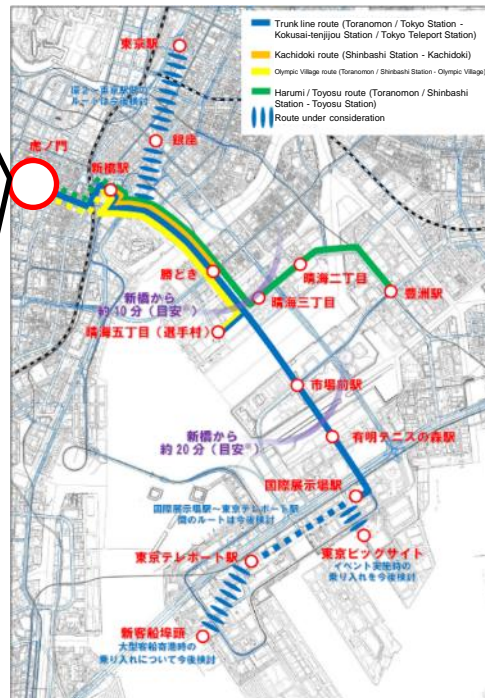 Trunk line route (Toranomon / Tokyo Station -
Kokusai-tenjijou Station / Tokyo Teleport Station)
Kachidoki route (Shinbashi Station - Kachidoki)
Olympic Village route (Toranomon / Shinbashi Station - Olympic Village)
Harumi / Toyosu route (Toranomon / Shinbashi
Station - Toyosu Station)
Route under consideration
東京駅
ルートは今後検討
銀座
虎ノ門
新橋駅
勝どき
晴海二丁目
晴海三丁目
豊洲駅
新橋から
約10分(目安※)
晴海五丁目(選手村)
市場前駅
新橋から
約20分(目安※)
有明テニスの森駅
国際展示場駅
国際展示場駅~東京テレポート駅
間のルートは今後検討
東京テレポート駅
東京ビッグサイト
イベント実施時の
乗り入れを今後検討
新客船埠頭
大型客船寄港時の
乗り入れについて今後検討